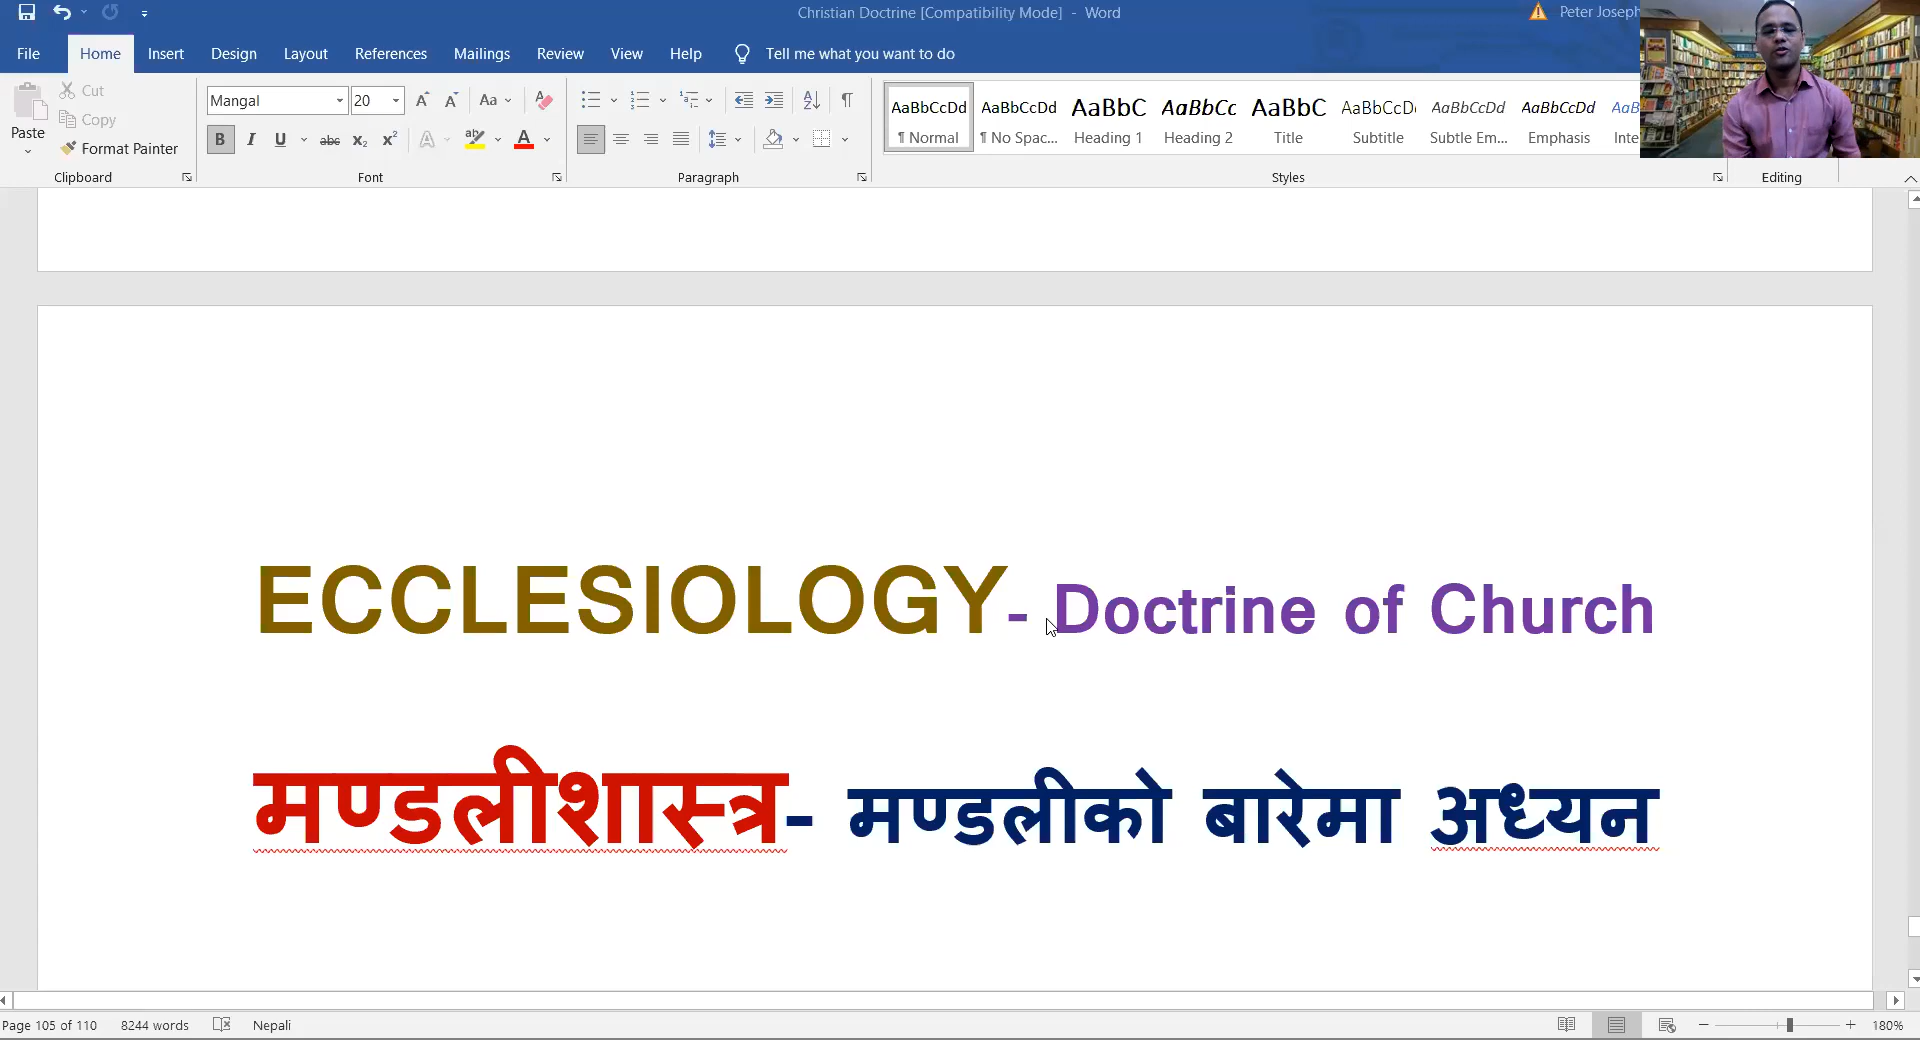 Christian Doctrine [Compatibility Mode] - Word
Peter Joseph
File Home Insert Design Layout References Mailings Review View Help Tell me what you want to do
Paste
Cut
Copy
Format Painter
Clipboard
Mangal 20
Font
Paragraph
AaBbCcDd AaBbCcDd AaBbC AaBbCc AaBbC AaBbCcD AaBbCcDd AaBbCcDd AaB
¶ Normal ¶ No Spac... Heading 1 Heading 2 Title Subtitle Subtle Em... Emphasis Inte
Styles
Editing
ECCLESIOLOGY- Doctrine of Church
मण्डलीशास्त्र- मण्डलीको बारेमा अध्यन
Page 105 of 110 8244 words Nepali 180%